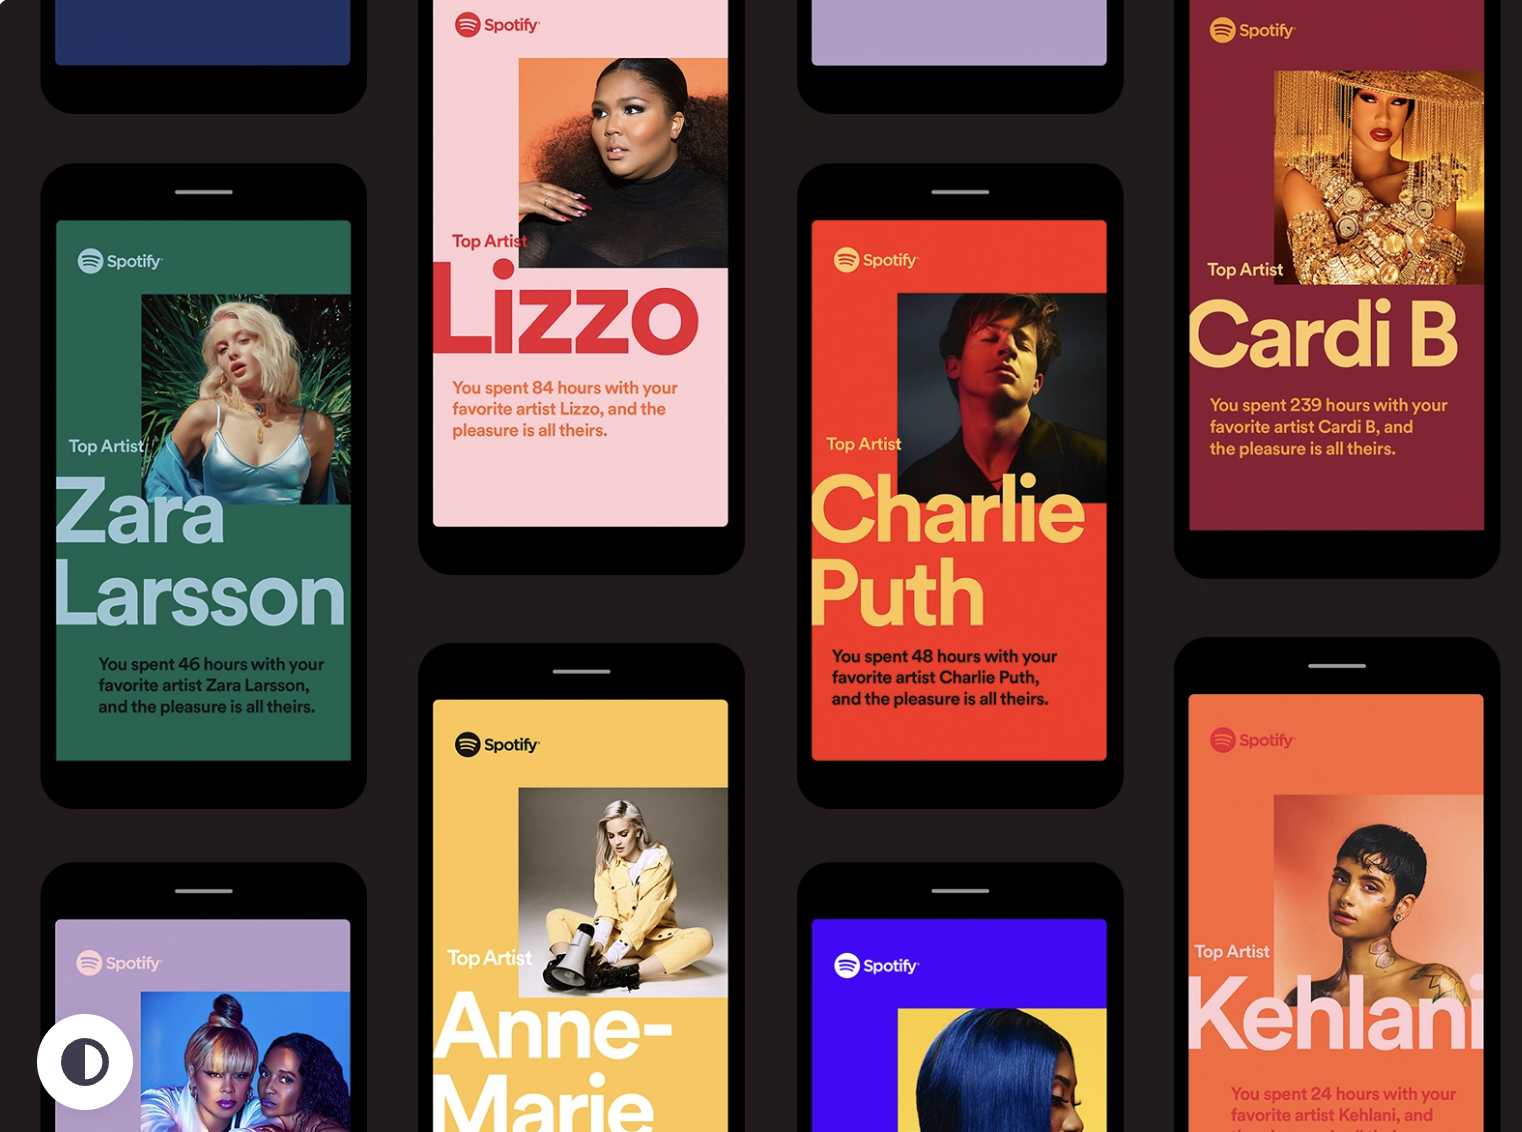 Spotify
Top Artist
Zara
Larsson
You spent 46 hours with your
favorite artist Zara Larsson,
and the pleasure is all theirs.
Spotify
Spotify
Top Artist
Lizzo
You spent 84 hours with your
favorite artist Lizzo, and the
pleasure is all theirs.
Spotify
Top Artist
Anne-
Marie
Spotify
Top Artist
Charlie
Puth
You spent 48 hours with your
favorite artist Charlie Puth,
and the pleasure is all theirs.
Spotify
Spotify
Top Artist
Cardi B
You spent 239 hours with your
favorite artist Cardi B, and
the pleasure is all theirs.
Spotify
Top Artist
Kehlani
You spent 24 hours with your
favorite artist Kehlani, and